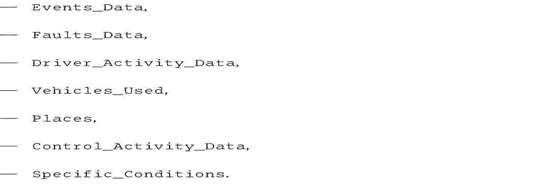 — Events_Data,
— Faults_Data,
— Driver_Activity_Data,
— Vehicles_Used,
— Places,
— Control_Activity_Data,
— Specific_Conditions.